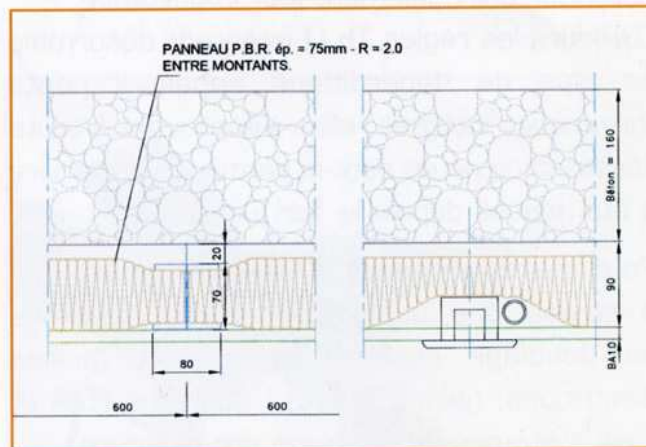 PANNEAU P.B.R. ép. = 75mm - R = 2.0
ENTRE MONTANTS.
Béton = 160
20
70
90
BA10
80
600
600